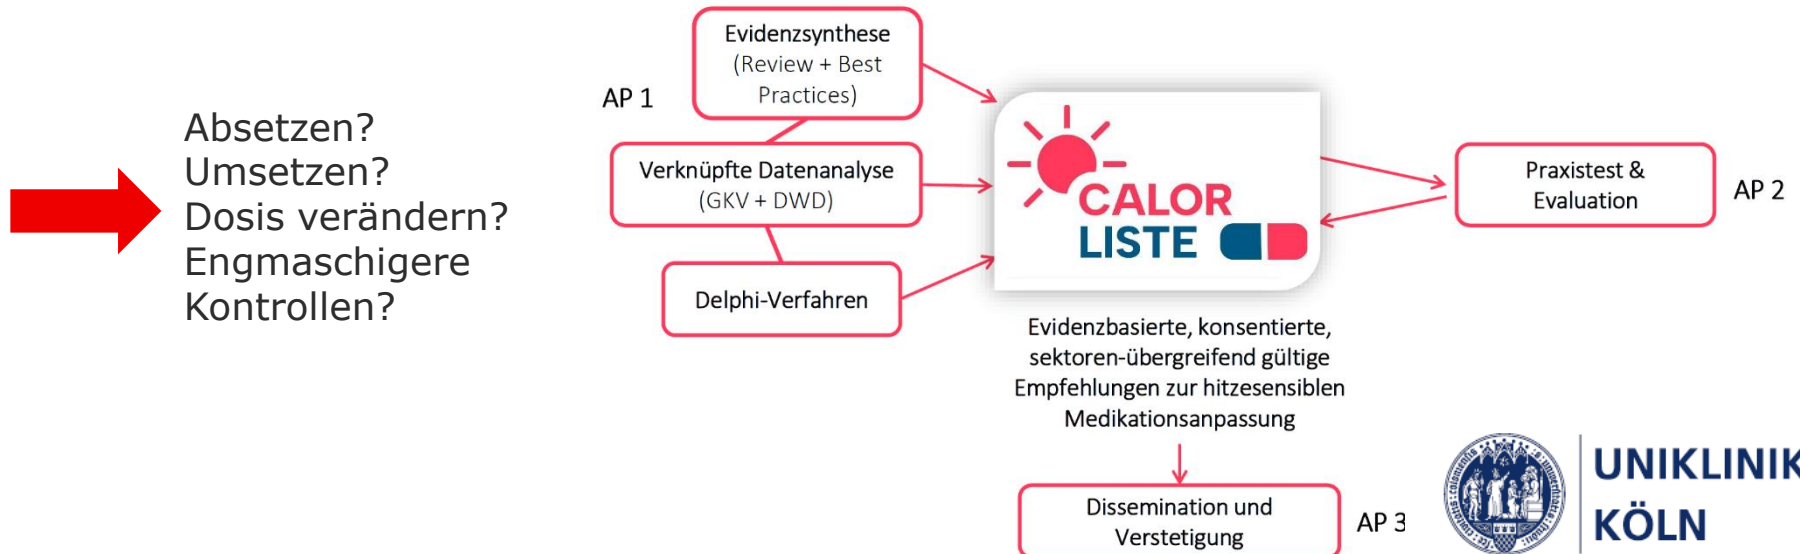 Absetzen?
Umsetzen?
Dosis verändern?
Engmaschigere
Kontrollen?
AP 1
Evidenzsynthese
(Review + Best
Practices)
Verknüpfte Datenanalyse
(GKV + DWD)
Delphi-Verfahren
CALOR
LISTE
Evidenzbasierte, konsentierte,
sektoren-übergreifend gültige
Empfehlungen zur hitzesensiblen
Medikationsanpassung
Praxistest &
Evaluation
AP 2
Dissemination und
Verstetigung
AP 3
UNIKLINIK
KÖLN